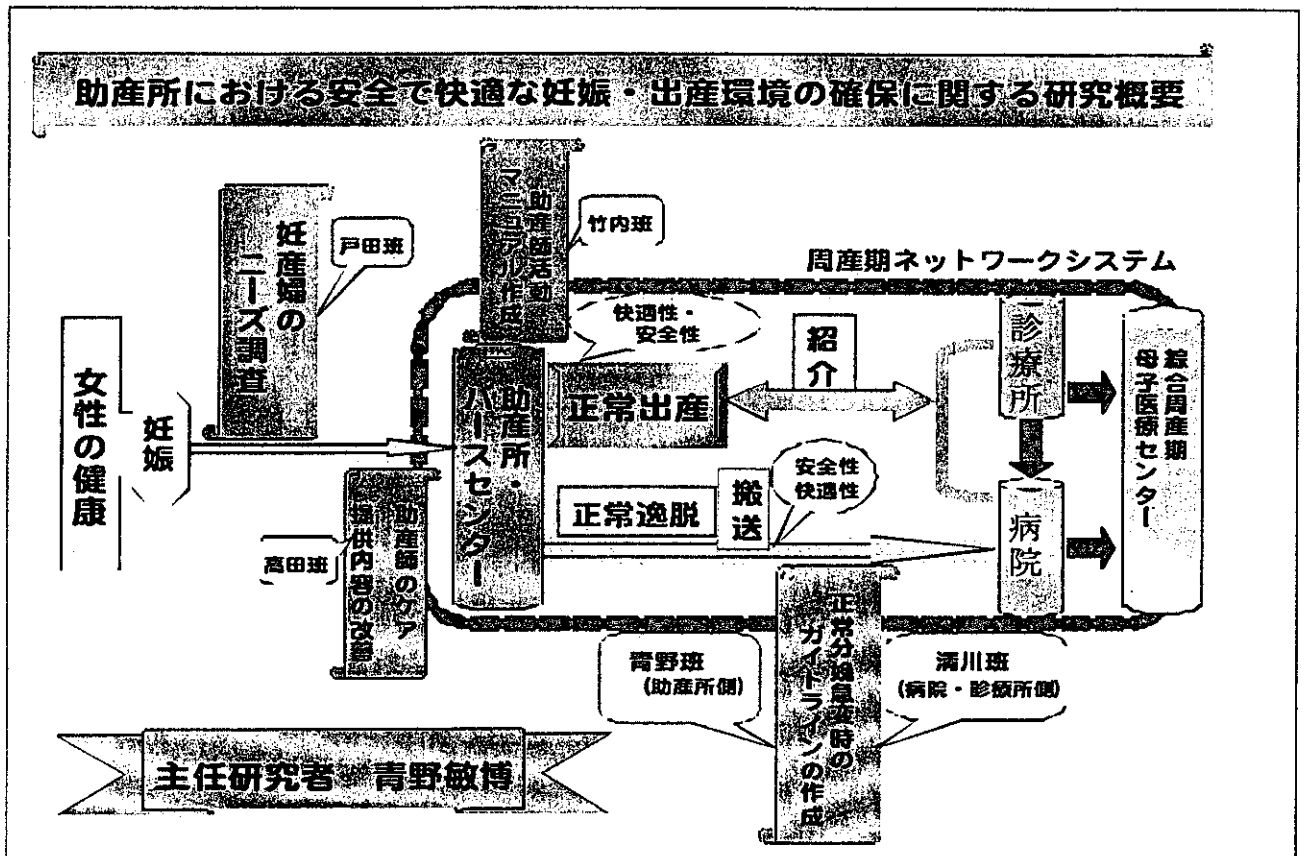 助産所における安全で快適な妊娠・出産環境の確保に関する研究概要
助産師活動
マニュアル作成
竹内班
妊産婦の
ニーズ調査
戸田班
周産期ネットワークシステム
快適性・
安全性
女性の健康
妊娠
助産所・
バースセンター
正常出産
紹介
診療所
綜合周産期
母子医療センター
正常逸脱
搬送
安全性
快適性
病院
高田班
助産師のケア
提供内容の改善
青野班
(助産所側)
正常分娩急変時の
ガイドラインの作成
清川班
(病院・診療所側)
主任研究者 青野敏博